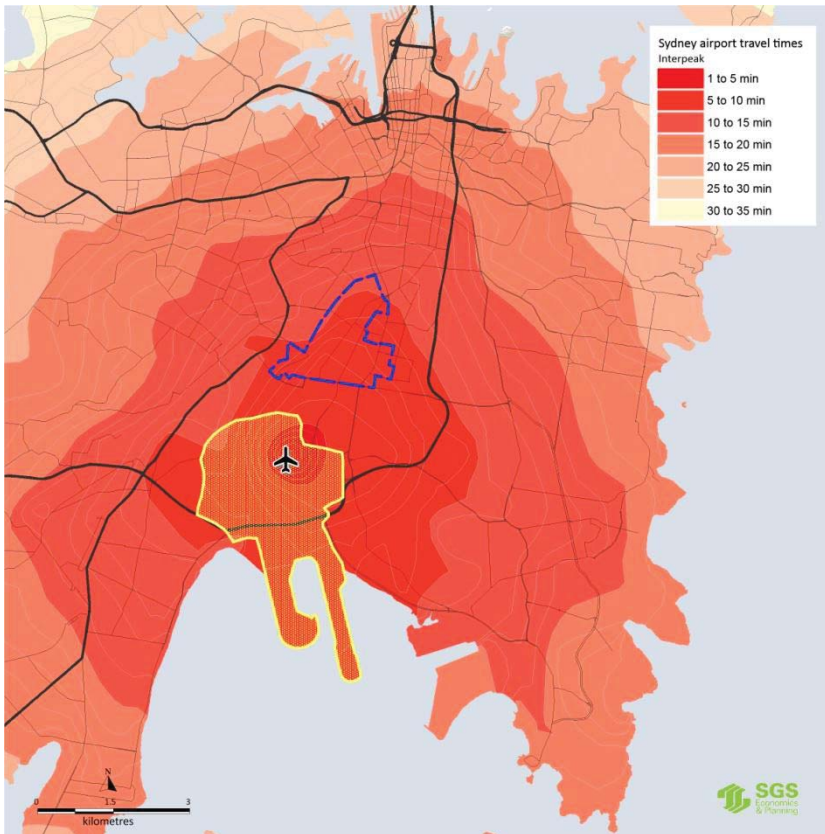 Sydney airport travel times
Interpeak
1 to 5 min
5 to 10 min
10 to 15 min
15 to 20 min
20 to 25 min
25 to 30 min
30 to 35 min
N
0 1.5 3
kilometres
SGS
Economics
& Planning